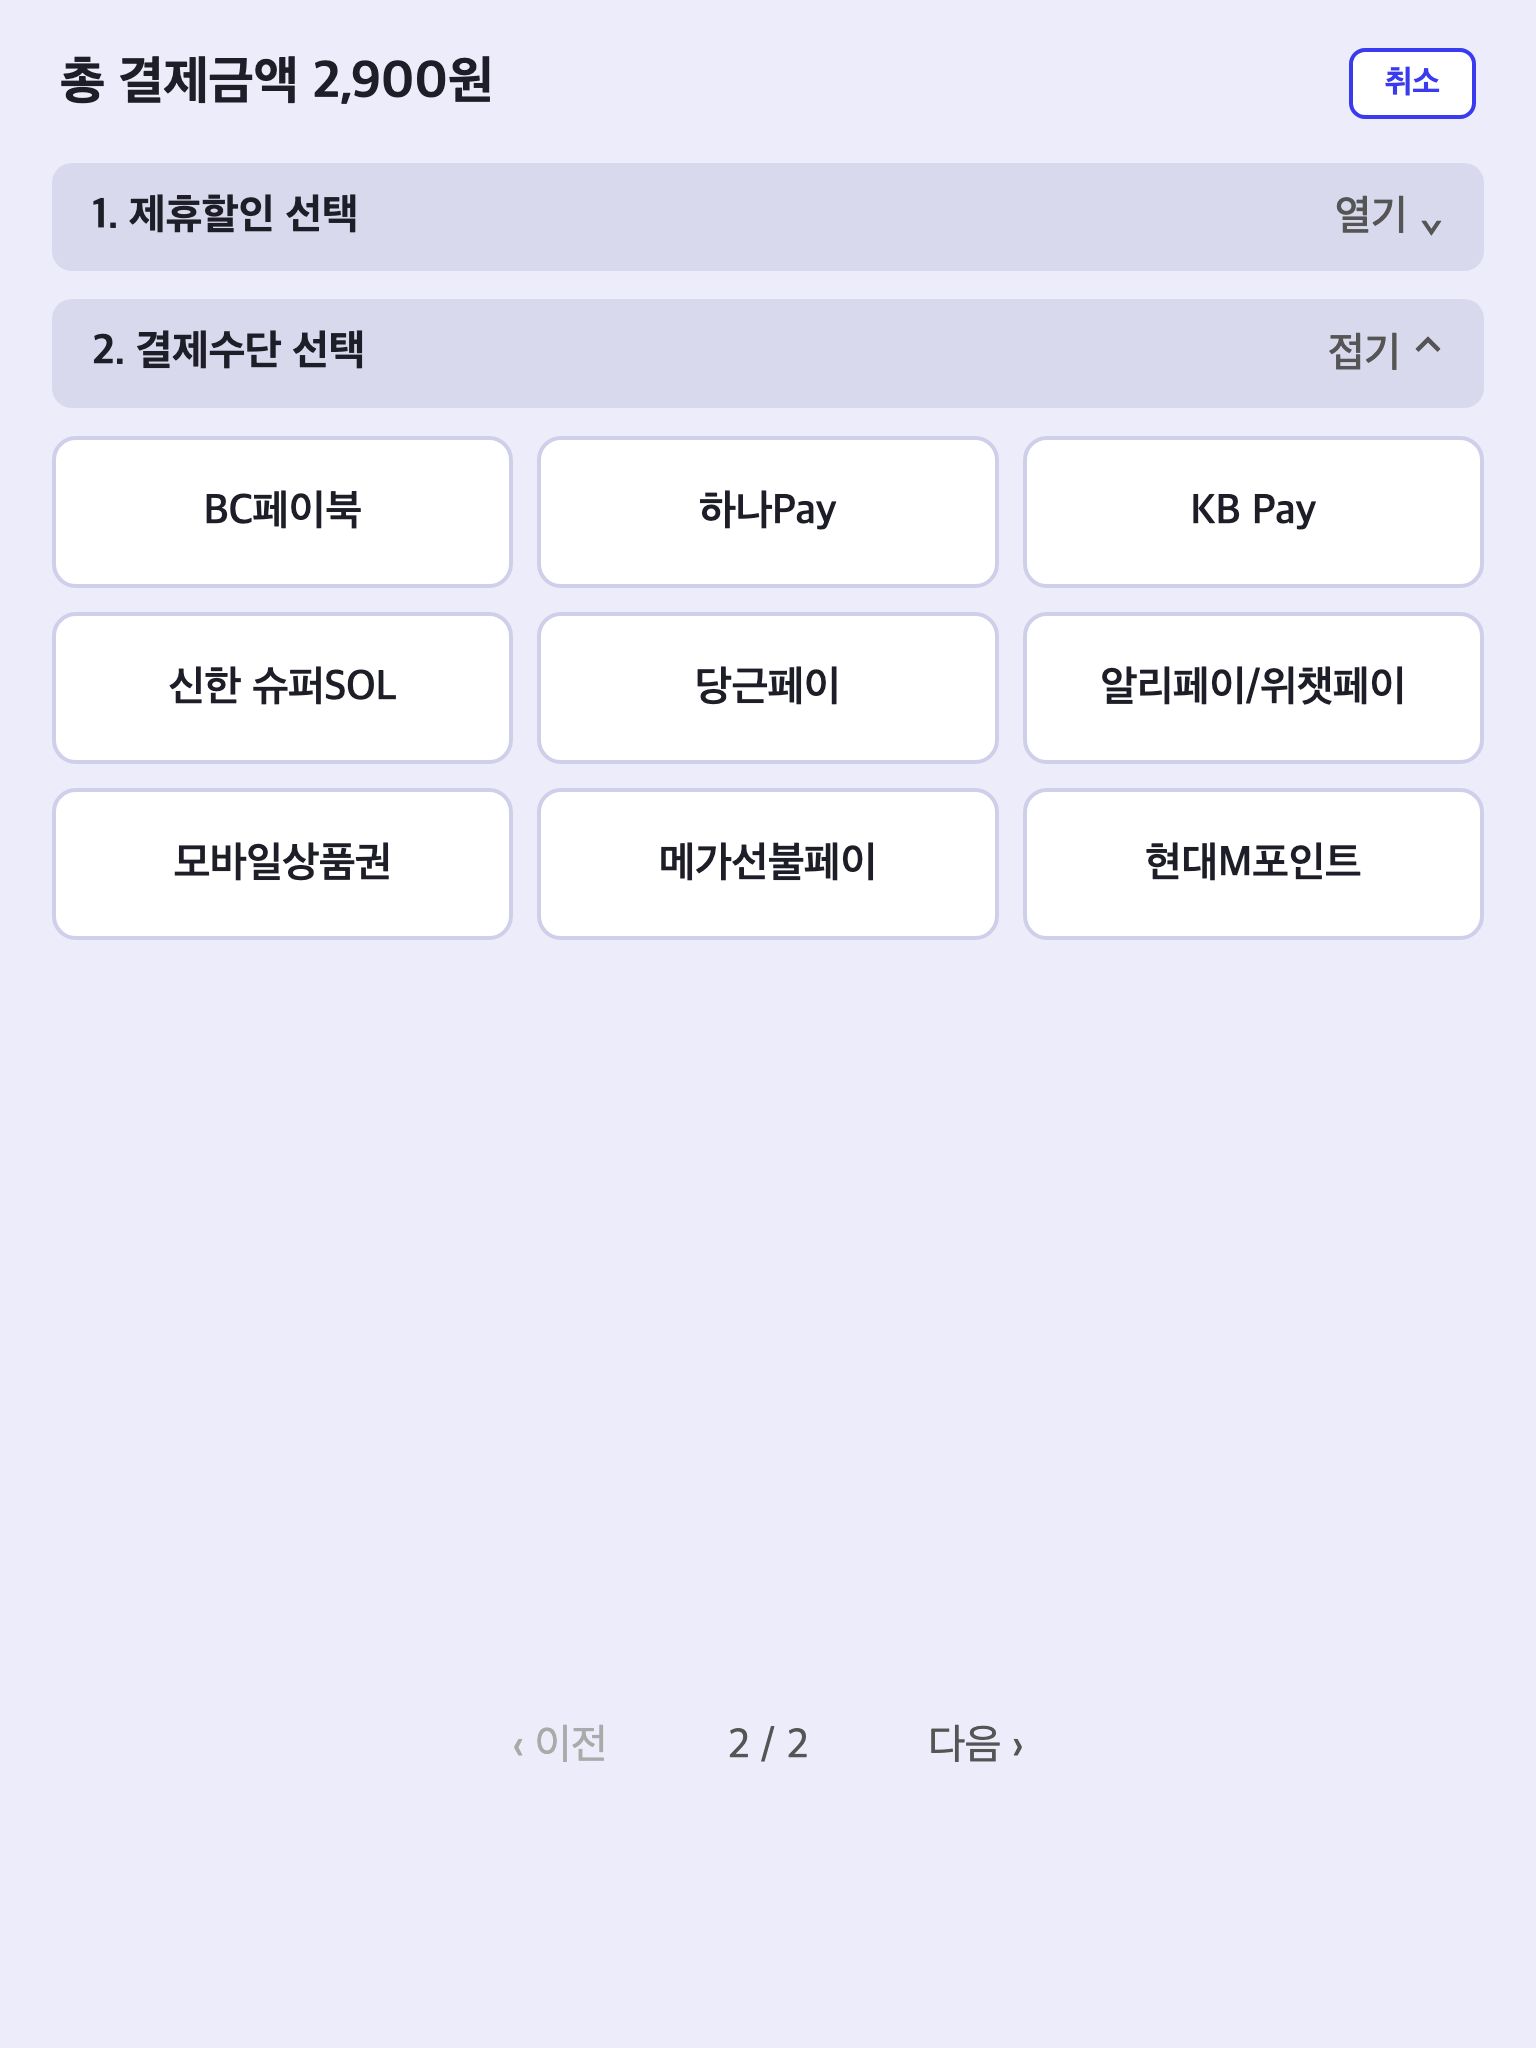 총 결제금액 2,900원
취소
1. 제휴할인 선택
열기 ⌄
2. 결제수단 선택
접기 ⌃
BC페이북
하나Pay
KB Pay
신한 슈퍼SOL
당근페이
알리페이/위챗페이
모바일상품권
메가선불페이
현대M포인트
‹ 이전
2 / 2
다음 ›